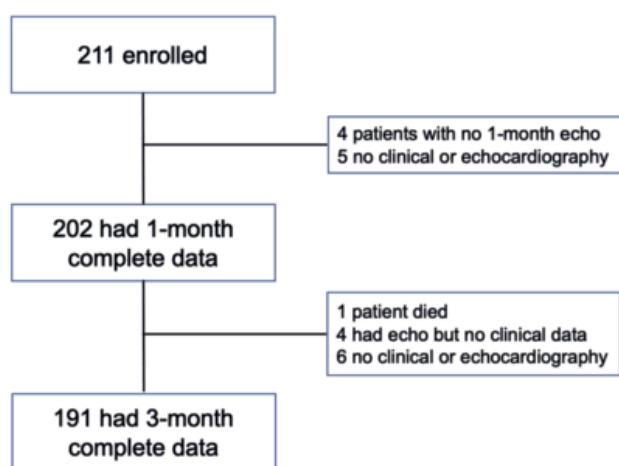 211 enrolled
4 patients with no 1-month echo
5 no clinical or echocardiography
202 had 1-month
complete data
1 patient died
4 had echo but no clinical data
6 no clinical or echocardiography
191 had 3-month
complete data